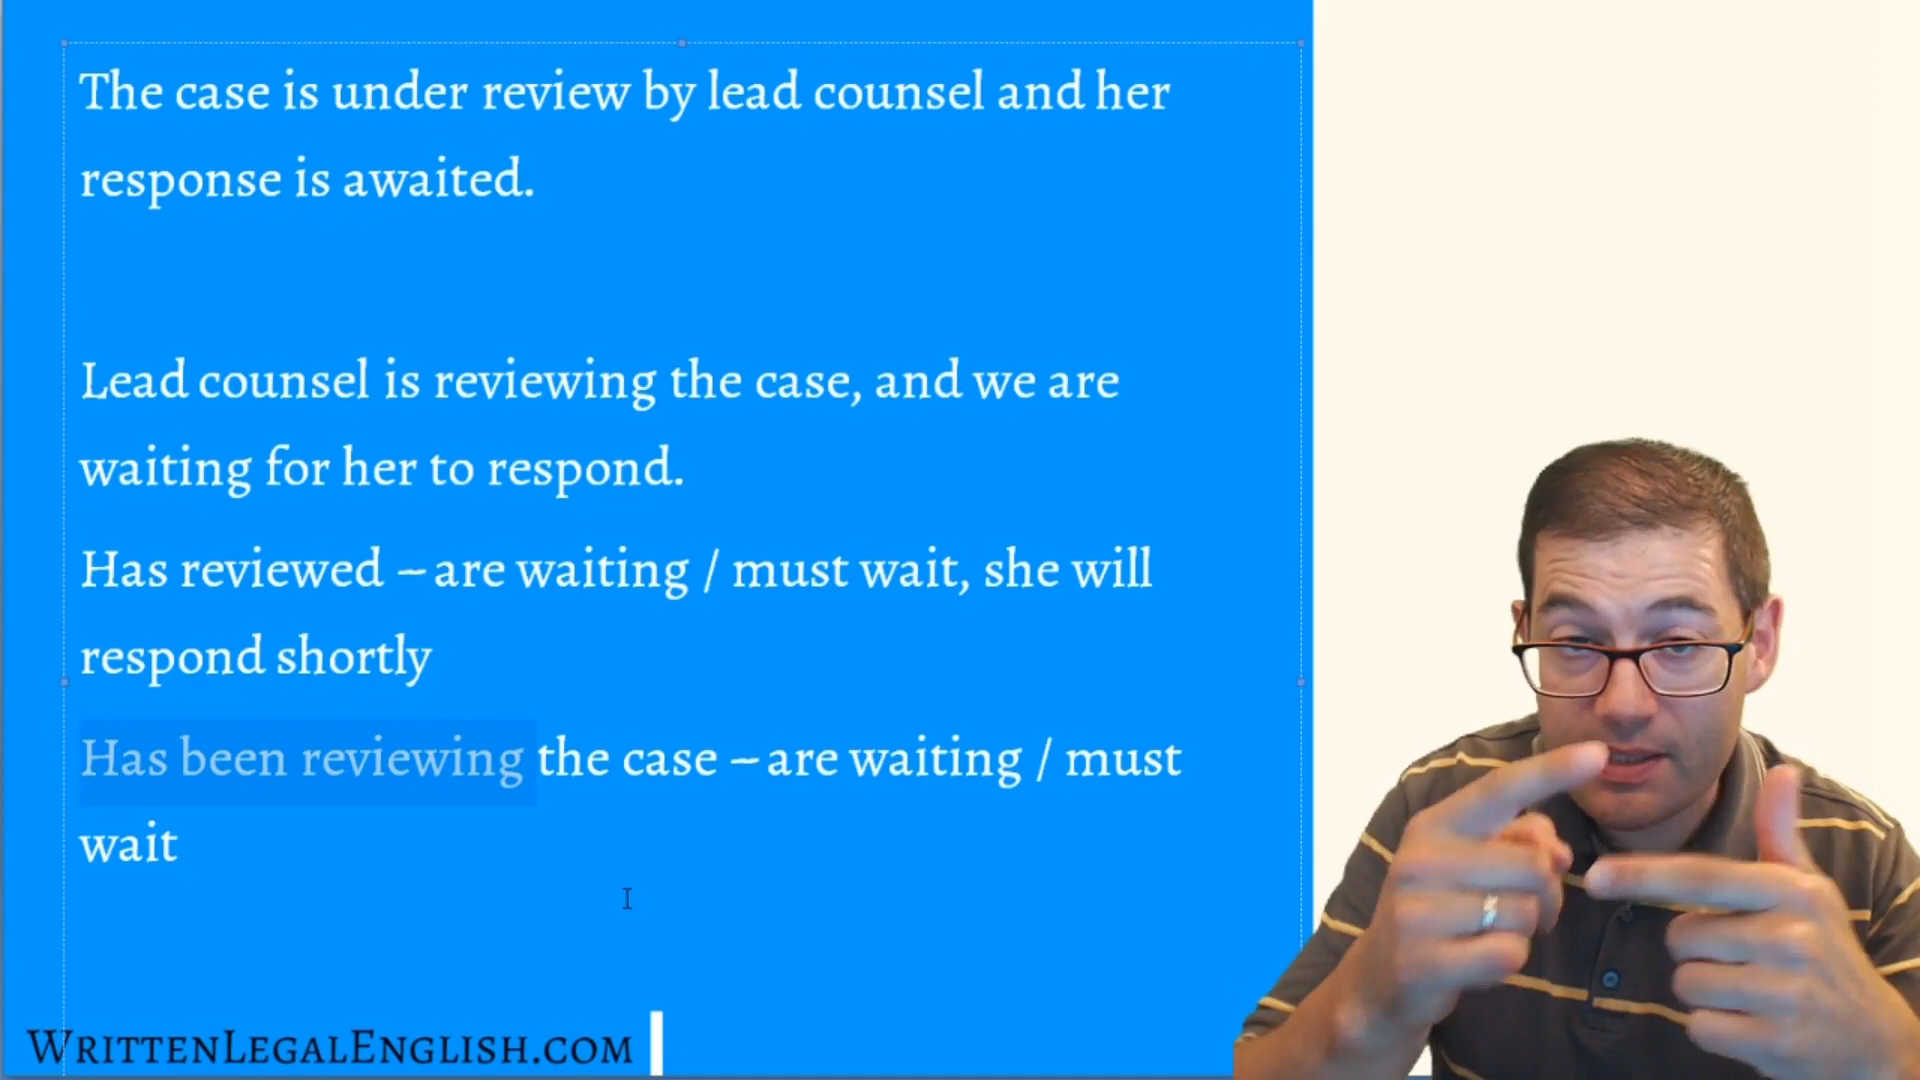 The case is under review by lead counsel and her
response is awaited.
Lead counsel is reviewing the case, and we are
waiting for her to respond.
Has reviewed – are waiting / must wait, she will
respond shortly
Has been reviewing the case – are waiting / must
wait
WrittenLegalEnglish.com